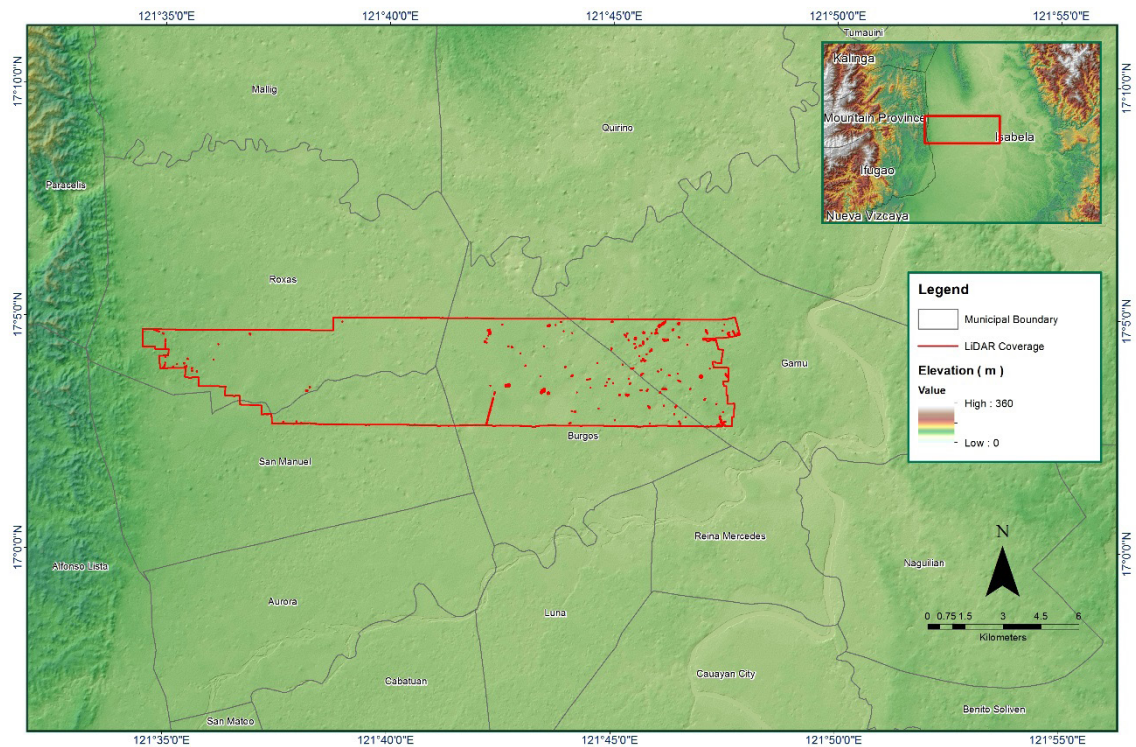 121°35'0"E
121°40'0"E
121°45'0"E
121°50'0"E
121°55'0"E
17°10'0"N
17°5'0"N
17°0'0"N
17°10'0"N
17°5'0"N
17°0'0"N
Tumauini
Mallig
Quirino
Paracelis
Roxas
Gamu
San Manuel
Burgos
Reina Mercedes
Naguilian
Alfonso Lista
Aurora
Luna
Cabatuan
Cauayan City
San Mateo
Benito Soliven
Kalinga
Mountain Province
Isabela
Ifugao
Nueva Vizcaya
Legend
Municipal Boundary
LiDAR Coverage
Elevation ( m )
Value
High : 360
Low : 0
N
0 0.75 1.5 3 4.5 6
Kilometers
121°35'0"E
121°40'0"E
121°45'0"E
121°50'0"E
121°55'0"E